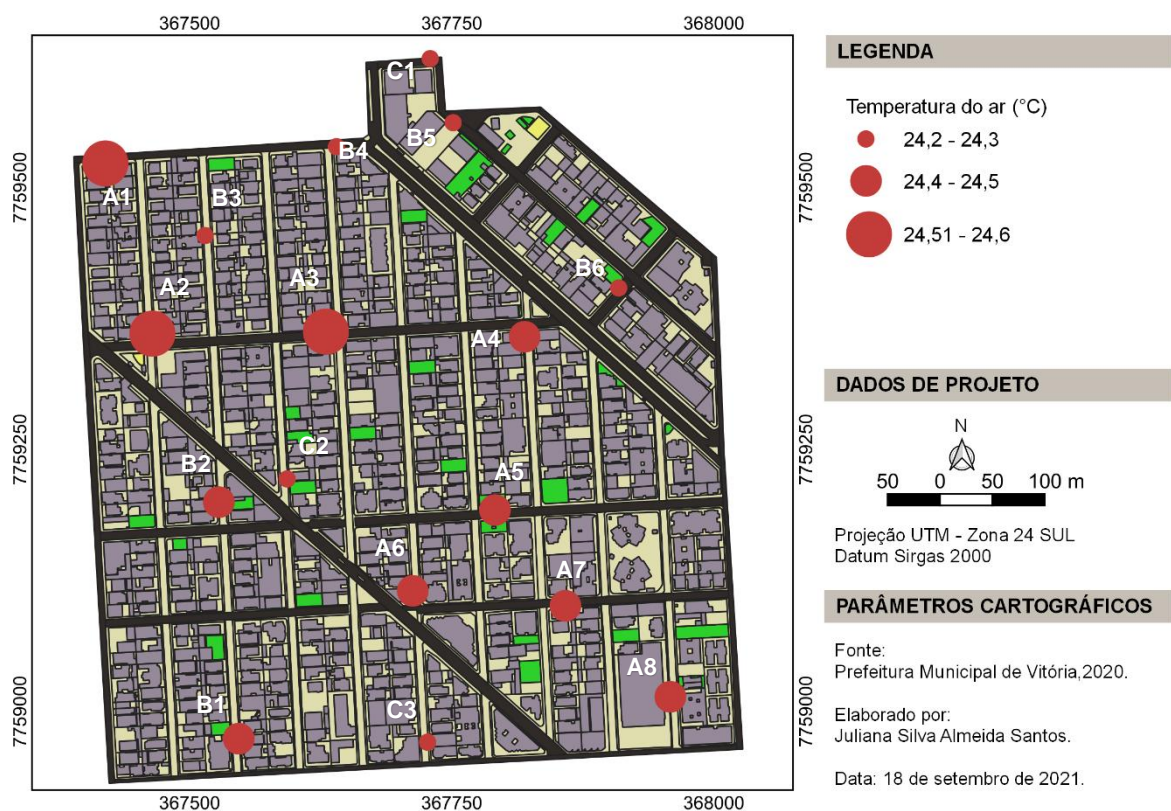 367500 367750 368000
7759500
7759250
7759000
C1
B5
B4
A1
B3
A2
A3
B6
A4
C2
B2
A5
A6
A7
A8
B1
C3
7759500
7759250
7759000
367500 367750 368000
LEGENDA
Temperatura do ar (°C)
24,2 - 24,3
24,4 - 24,5
24,51 - 24,6
DADOS DE PROJETO
N
50 0 50 100 m
Projeção UTM - Zona 24 SUL
Datum Sirgas 2000
PARÂMETROS CARTOGRÁFICOS
Fonte:
Prefeitura Municipal de Vitória,2020.
Elaborado por:
Juliana Silva Almeida Santos.
Data: 18 de setembro de 2021.